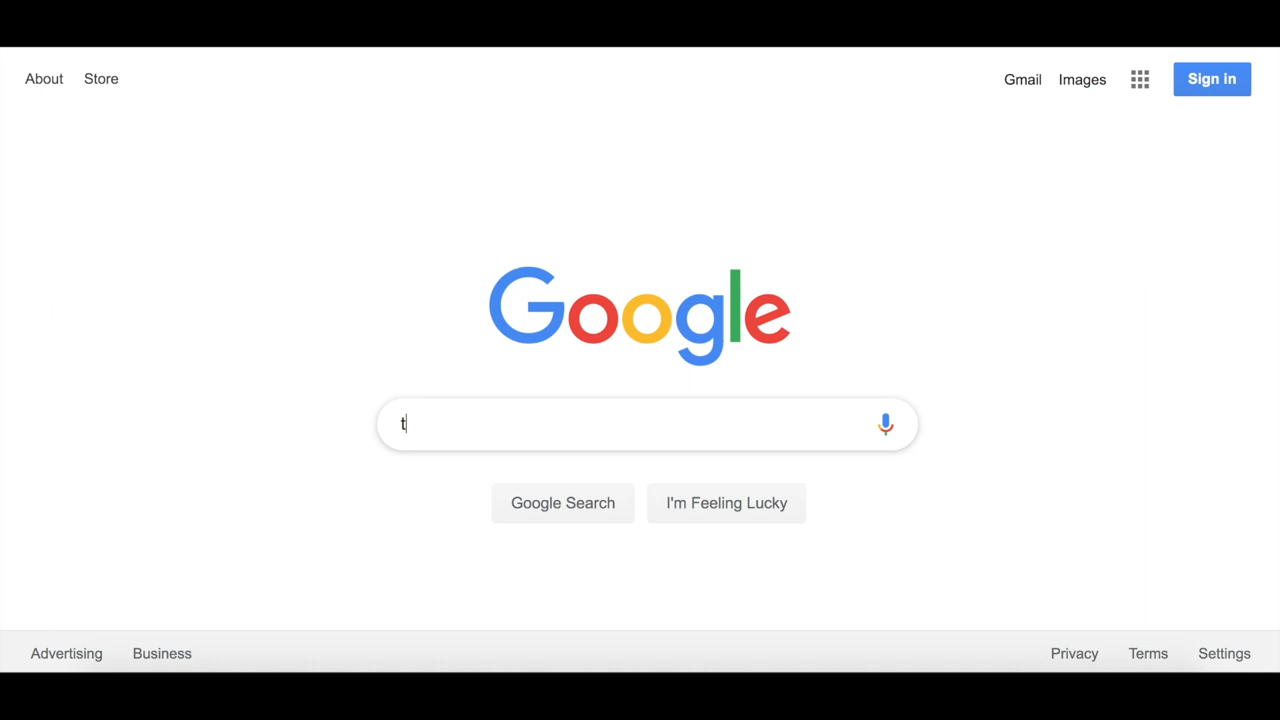 About Store Gmail Images Sign in
Google
t
Google Search I'm Feeling Lucky
Advertising Business Privacy Terms Settings